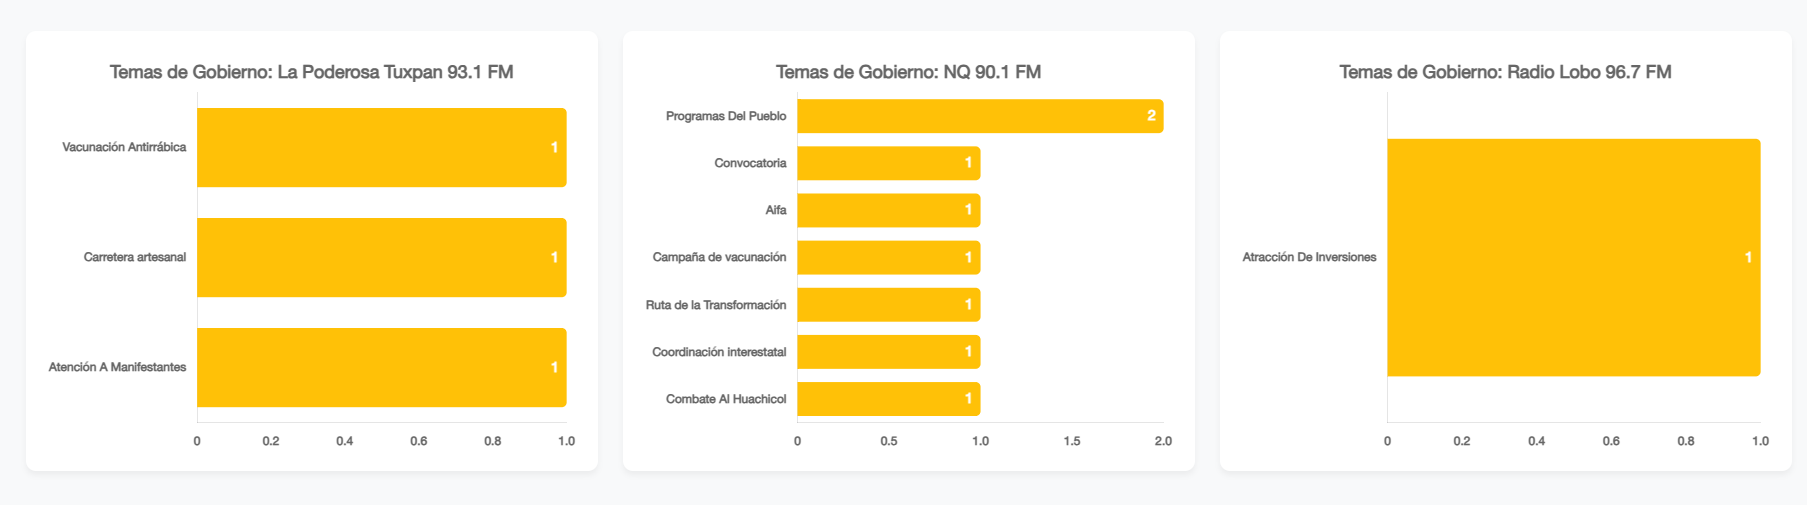 Temas de Gobierno: La Poderosa Tuxpan 93.1 FM
Vacunación Antirrábica
1
Carretera artesanal
1
Atención A Manifestantes
1
0 0.2 0.4 0.6 0.8 1.0
Temas de Gobierno: NQ 90.1 FM
Programas Del Pueblo
2
Convocatoria
1
Aifa
1
Campaña de vacunación
1
Ruta de la Transformación
1
Coordinación interestatal
1
Combate Al Huachicol
1
0 0.5 1.0 1.5 2.0
Temas de Gobierno: Radio Lobo 96.7 FM
Atracción De Inversiones
1
0 0.2 0.4 0.6 0.8 1.0